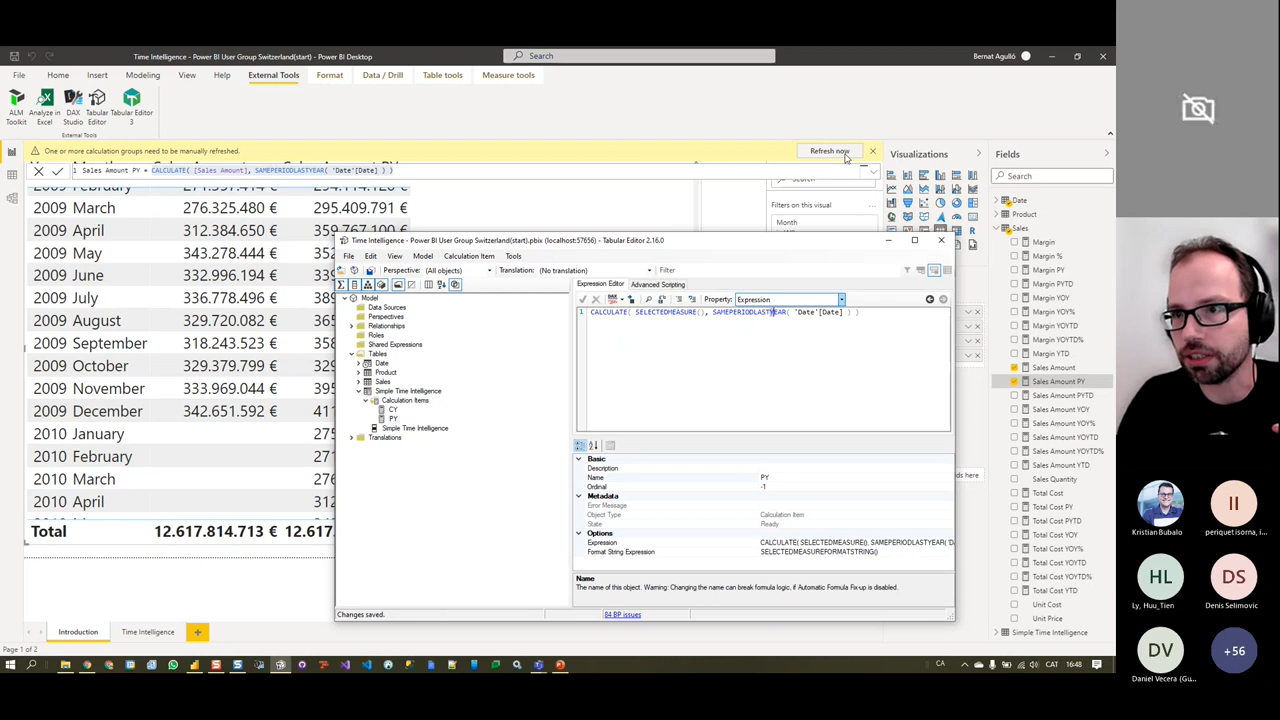 Time Intelligence - Power BI User Group Switzerland(start) - Power BI Desktop
Search
Bernat Agulló
File Home Insert Modeling View Help External Tools Format Data / Drill Table tools Measure tools
ALM Toolkit
Analyze in Excel
DAX Studio
Tabular Editor
Tabular Editor 3
External Tools
One or more calculation groups need to be manually refreshed.
Refresh now
1 Sales Amount PY = CALCULATE( [Sales Amount], SAMEPERIODLASTYEAR( 'Date'[Date] ) )
2009 February
2009 March 276.325.480 € 295.409.791 €
2009 April 312.384.650 € 359.767.100 €
2009 May 343.278.444 €
2009 June 332.996.194 €
2009 July 332.778.656 €
2009 August 329.720.082 €
2009 September 318.243.523 €
2009 October 329.379.799 €
2009 November 333.969.044 €
2009 December 342.651.592 €
2010 January
2010 February
2010 March
2010 April
Total 12.617.814.713 €
Page 1 of 2
Introduction
Time Intelligence
Filters on this visual
Month
Time Intelligence - Power BI User Group Switzerland(start).pbix (localhost:57656) - Tabular Editor 2.16.0
File Edit View Model Calculation Item Tools
Perspective: (All objects) Translation: (No translation) Filter
Model
Data Sources
Perspectives
Relationships
Roles
Shared Expressions
Tables
Date
Product
Sales
Simple Time Intelligence
Calculation Items
CY
PY
Simple Time Intelligence
Translations
Expression Editor Advanced Scripting
Property: Expression
1 CALCULATE( SELECTEDMEASURE(), SAMEPERIODLASTYEAR( 'Date'[Date] ) )
Basic
Description
Name PY
Ordinal -1
Metadata
Error Message
Object Type Calculation Item
State Ready
Options
Expression CALCULATE( SELECTEDMEASURE(), SAMEPERIODLASTYEAR( 'Da
Format String Expression SELECTEDMEASUREFORMATSTRING()
Name
The name of this object. Warning: Changing the name can break formula logic, if Automatic Formula Fix-up is disabled.
Changes saved.
84 BP issues
Visualizations
Fields
Search
Date
Product
Sales
Margin
Margin %
Margin PY
Margin PYTD
Margin YOY
Margin YOY%
Margin YOYTD
Margin YOYTD%
Margin YTD
Sales Amount
Sales Amount PY
Sales Amount PYTD
Sales Amount YOY
Sales Amount YOY%
Sales Amount YOYTD
Sales Amount YOYTD%
Sales Amount YTD
Sales Quantity
Total Cost
Total Cost PY
Total Cost PYTD
Total Cost YOY
Total Cost YOY%
Total Cost YOYTD
Total Cost YOYTD%
Total Cost YTD
Unit Cost
Unit Price
Simple Time Intelligence
CA
CAT
16:48
Kristian Bubalo
II
periquet isorna, i...
HL
Ly, Huu_Tien
DS
Denis Selimovic
DV
Daniel Vecera (Gu...
+56